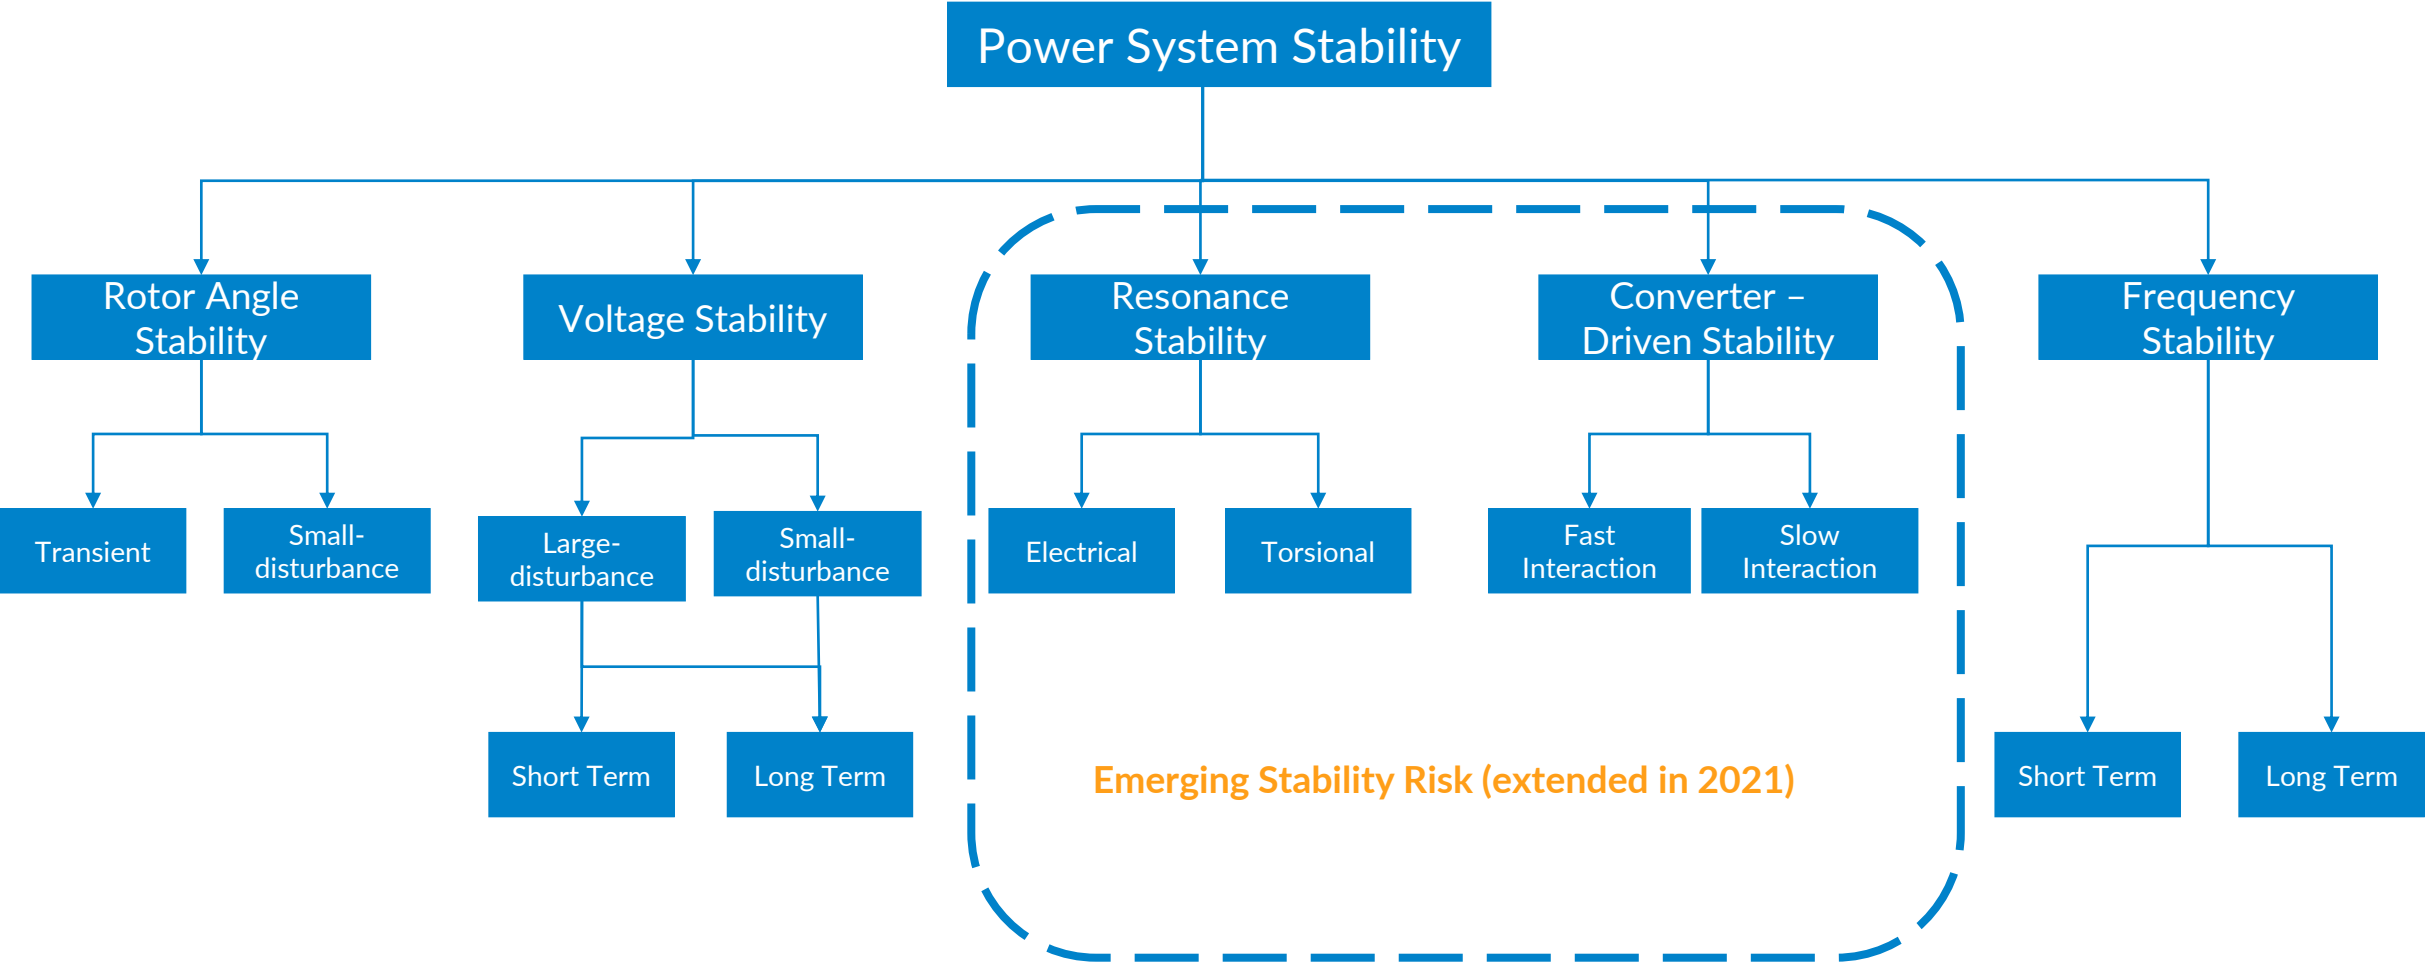 Power System Stability
Rotor Angle
Stability
Voltage Stability
Resonance
Stability
Converter –
Driven Stability
Frequency
Stability
Transient
Small-
disturbance
Large-
disturbance
Small-
disturbance
Electrical
Torsional
Fast
Interaction
Slow
Interaction
Short Term
Long Term
Emerging Stability Risk (extended in 2021)
Short Term
Long Term